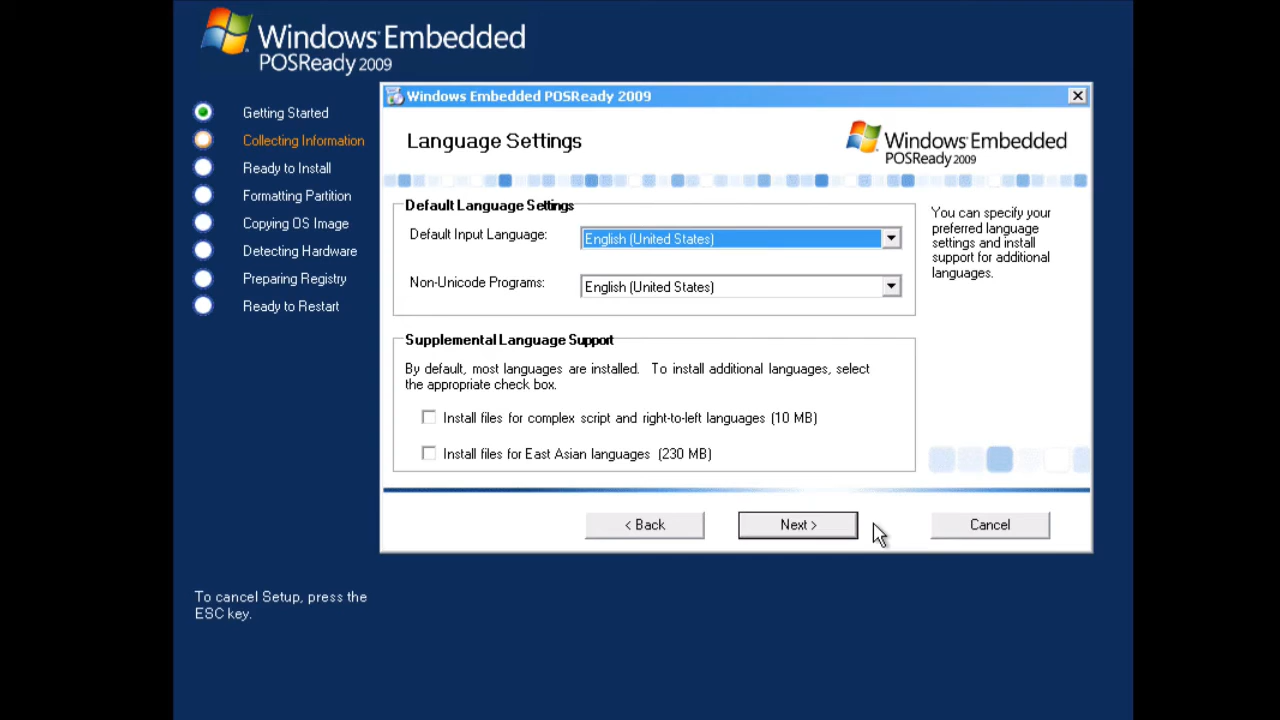 Windows Embedded
POSReady 2009
Getting Started
Collecting Information
Ready to Install
Formatting Partition
Copying OS Image
Detecting Hardware
Preparing Registry
Ready to Restart
To cancel Setup, press the
ESC key.
Windows Embedded POSReady 2009
Language Settings
Windows Embedded
POSReady 2009
Default Language Settings
Default Input Language:
English (United States)
Non-Unicode Programs:
English (United States)
You can specify your
preferred language
settings and install
support for additional
languages.
Supplemental Language Support
By default, most languages are installed. To install additional languages, select
the appropriate check box.
Install files for complex script and right-to-left languages (10 MB)
Install files for East Asian languages (230 MB)
< Back
Next >
Cancel